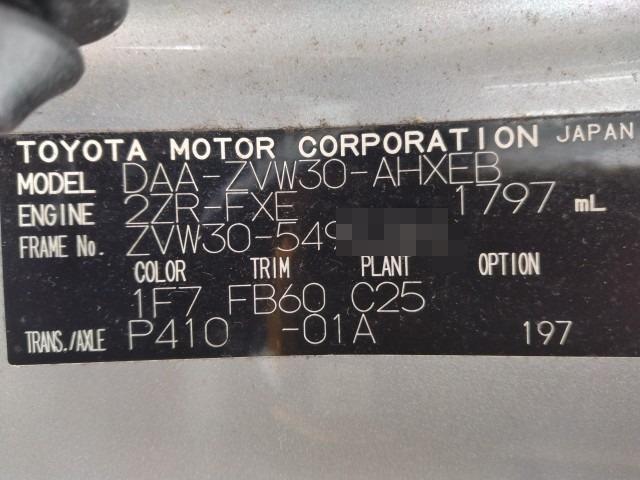 TOYOTA MOTOR CORPORATION JAPAN
MODEL DAA-ZVW30-AHXEB
ENGINE 2ZR-FXE 1797 mL
FRAME No. ZVW30-549
COLOR TRIM PLANT OPTION
1F7 FB60 C25
TRANS./AXLE P410 -01A 197